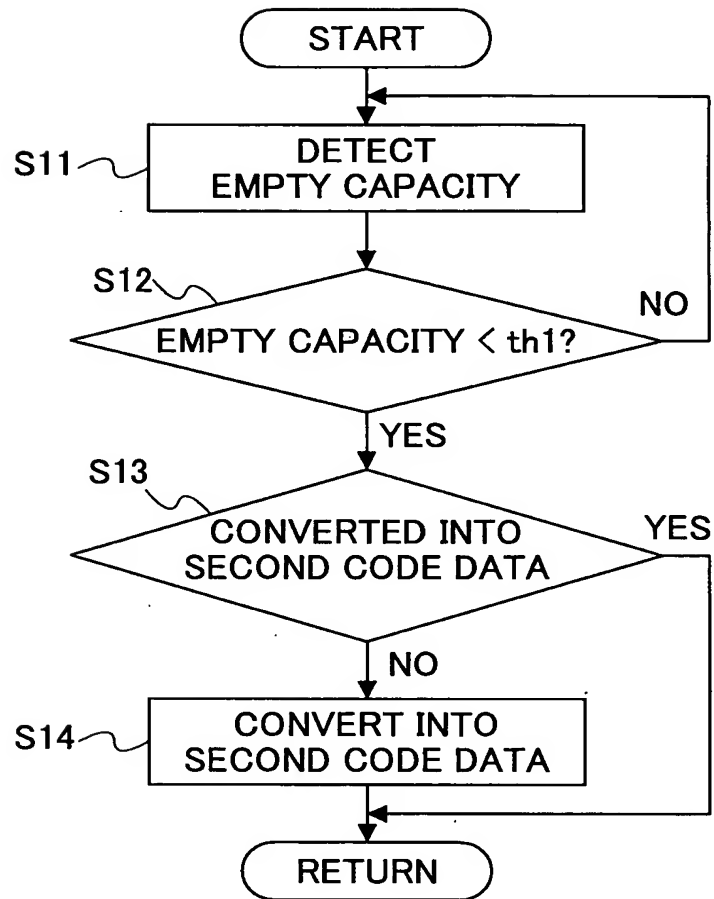 START
S11
DETECT
EMPTY CAPACITY
S12
NO
EMPTY CAPACITY < th1?
YES
S13
CONVERTED INTO
SECOND CODE DATA
YES
NO
S14
CONVERT INTO
SECOND CODE DATA
RETURN